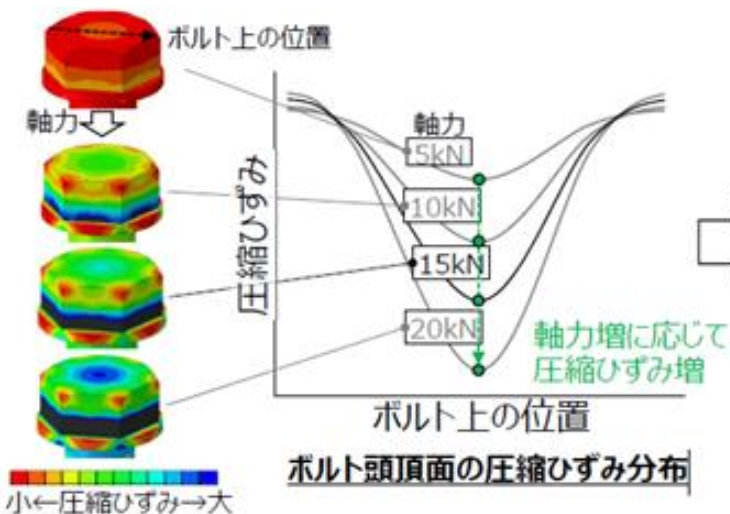 ボルト上の位置
軸力
軸力
5kN
10kN
15kN
20kN
圧縮ひずみ
軸力増に応じて
圧縮ひずみ増
ボルト上の位置
ボルト頭頂面の圧縮ひずみ分布
小←圧縮ひずみ→大